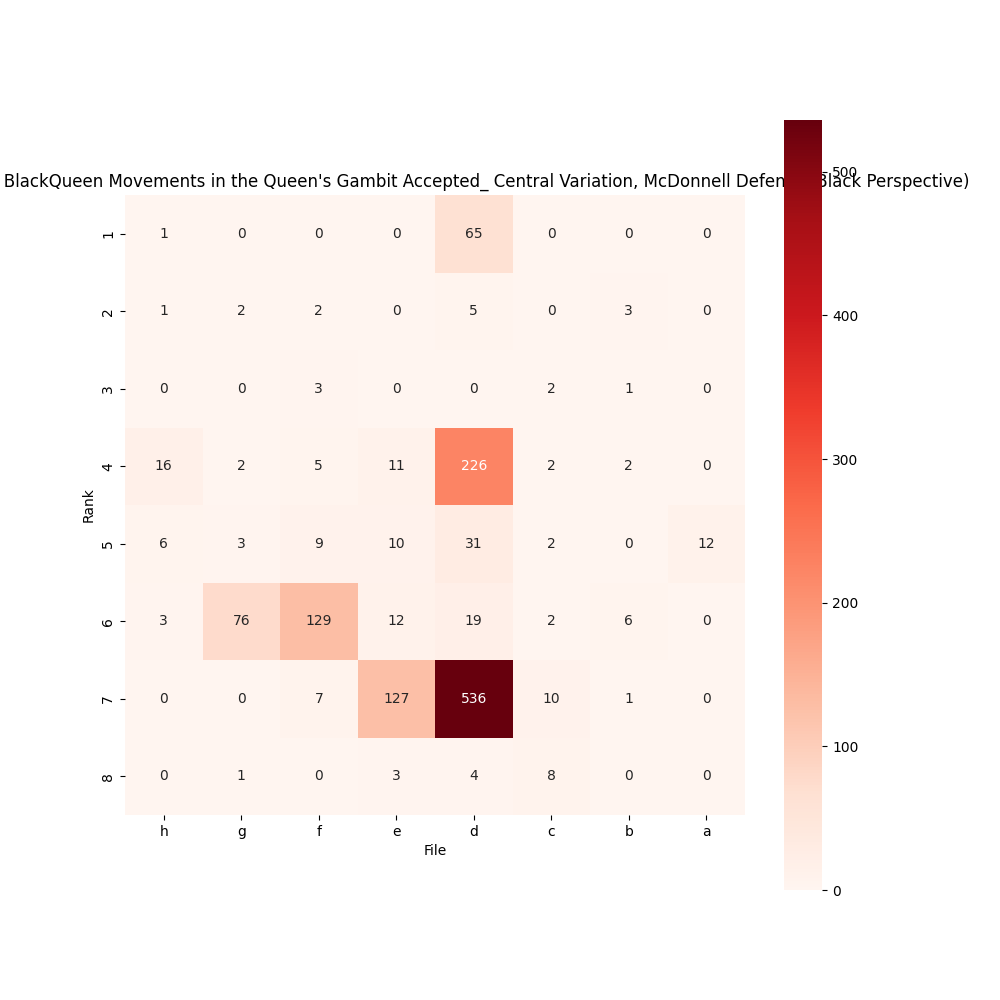 BlackQueen Movements in the Queen's Gambit Accepted_ Central Variation, McDonnell Defen Black Perspective)
500
1 1 0 0 0 65 0 0 0
2 1 2 2 0 5 0 3 0
400
3 0 0 3 0 0 2 1 0
300
4 16 2 5 11 226 2 2 0
Rank
5 6 3 9 10 31 2 0 12
200
6 3 76 129 12 19 2 6 0
7 0 0 7 127 536 10 1 0
100
8 0 1 0 3 4 8 0 0
h g f e d c b a
File
0